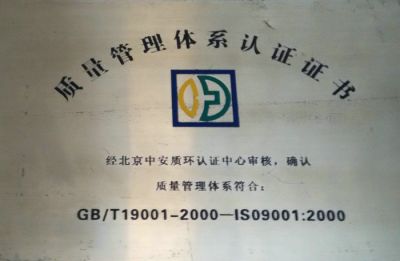 质量管理体系认证证书
经北京中安质环认证中心审核，确认
质量管理体系符合：
GB/T19001-2000—ISO9001:2000